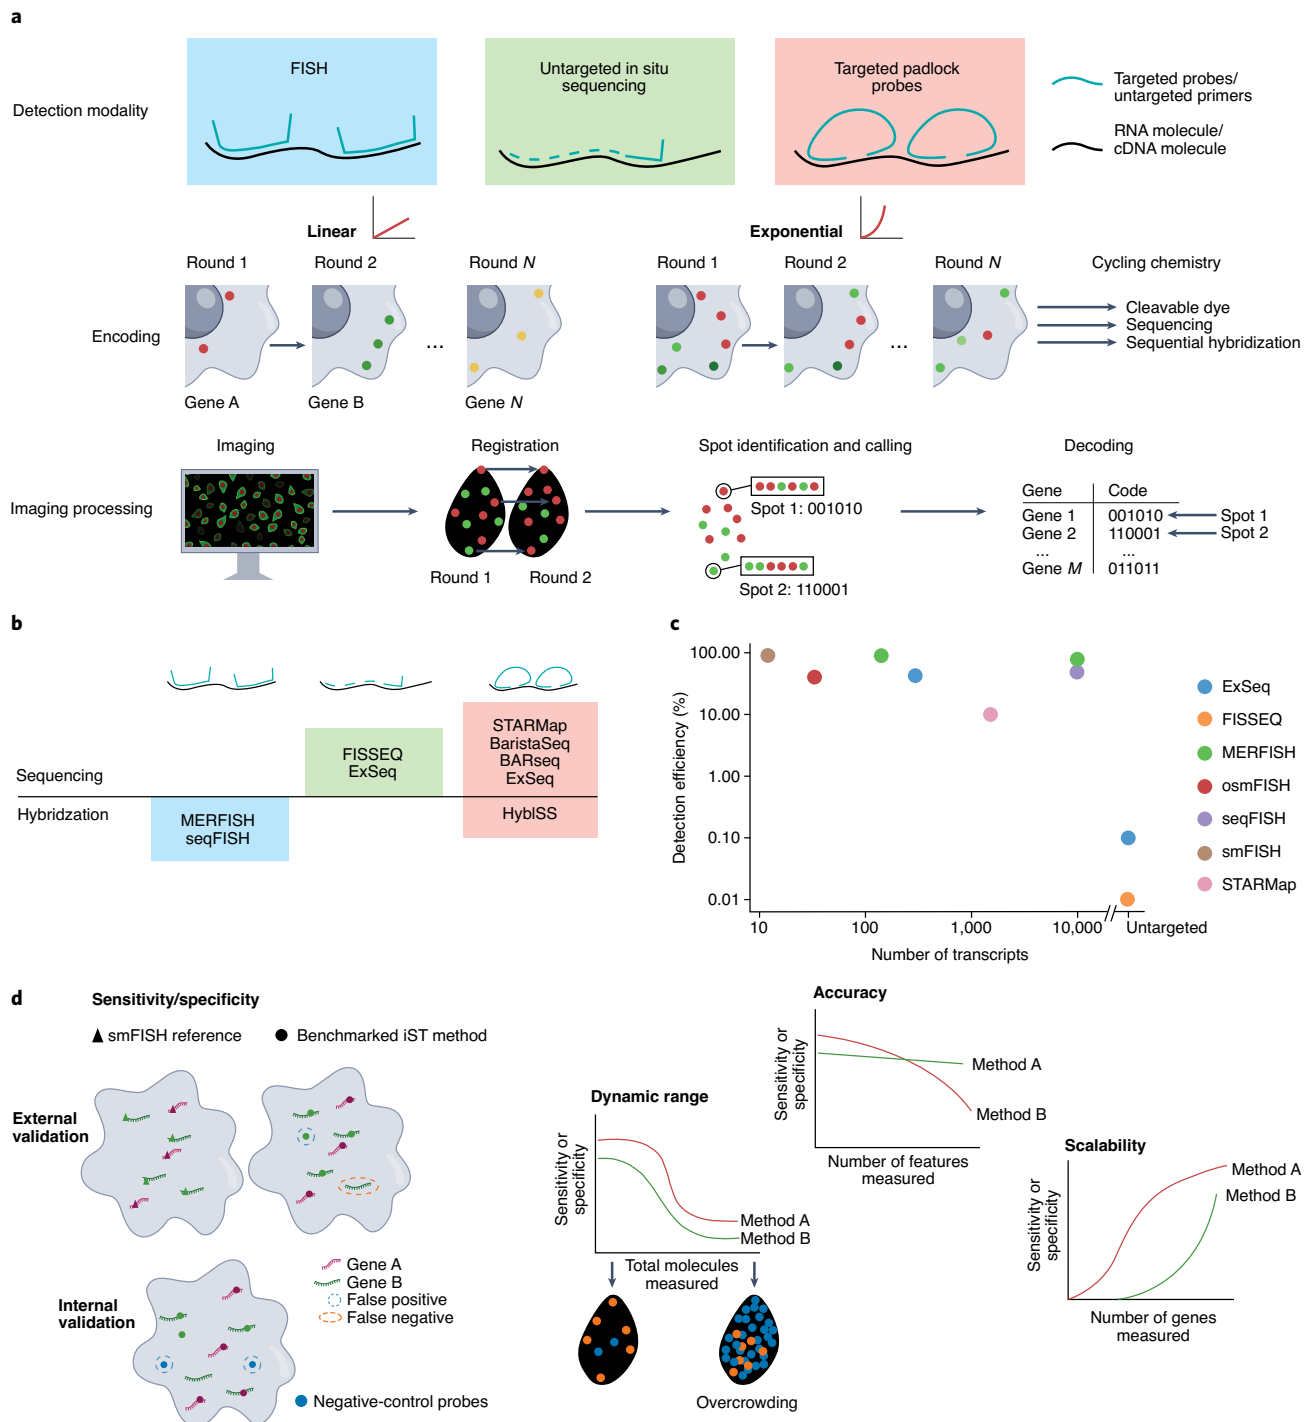 a
FISH
Untargeted in situ
sequencing
Targeted padlock
probes
Detection modality
Targeted probes/
untargeted primers
RNA molecule/
cDNA molecule
Linear
Exponential
Round 1
Round 2
Round N
Round 1
Round 2
Round N
Cycling chemistry
Encoding
...
...
Cleavable dye
Sequencing
Sequential hybridization
Gene A
Gene B
Gene N
Imaging
Registration
Spot identification and calling
Decoding
Imaging processing
Round 1
Round 2
Spot 1: 001010
Spot 2: 110001
Gene Code
Gene 1 001010 Spot 1
Gene 2 110001 Spot 2
... ...
Gene M 011011
b
Sequencing
Hybridzation
FISSEQ
ExSeq
STARMap
BaristaSeq
BARseq
ExSeq
MERFISH
seqFISH
HybISS
c
Detection efficiency (%)
100.00
10.00
1.00
0.10
0.01
10
100
1,000
10,000
Untargeted
Number of transcripts
ExSeq
FISSEQ
MERFISH
osmFISH
seqFISH
smFISH
STARMap
d
Sensitivity/specificity
smFISH reference
Benchmarked iST method
External
validation
Internal
validation
Gene A
Gene B
False positive
False negative
Negative-control probes
Dynamic range
Sensitivity or
specificity
Method A
Method B
Total molecules
measured
Overcrowding
Accuracy
Sensitivity or
specificity
Method A
Method B
Number of features
measured
Scalability
Sensitivity or
specificity
Method A
Method B
Number of genes
measured